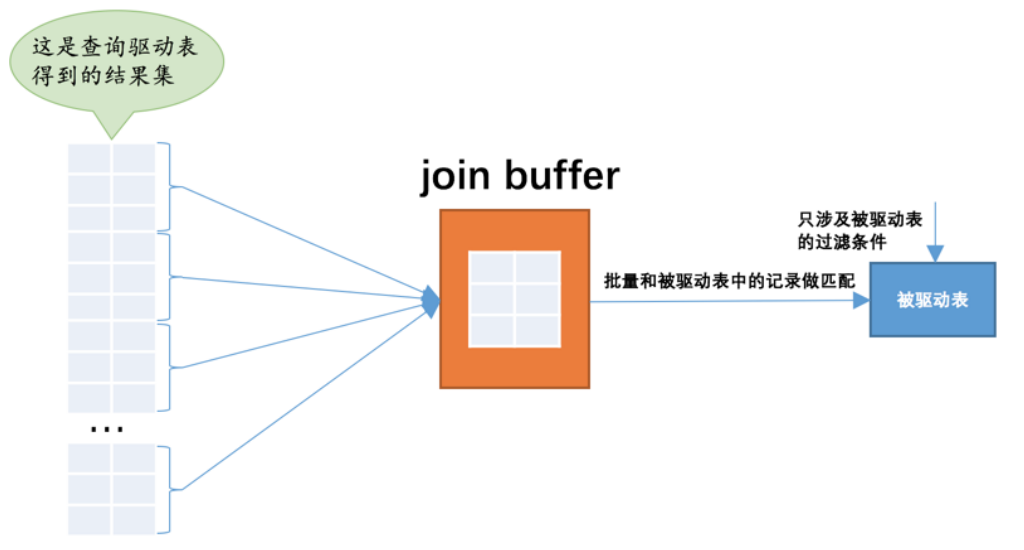 这是查询驱动表
得到的结果集
join buffer
只涉及被驱动表
的过滤条件
批量和被驱动表中的记录做匹配
被驱动表
...